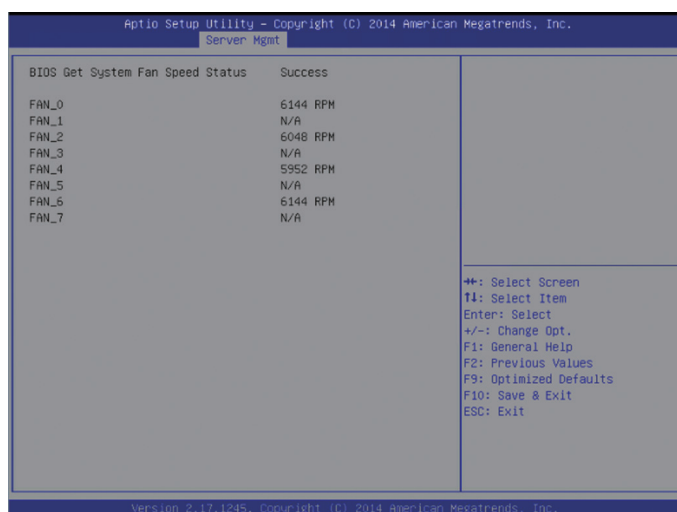 Aptio Setup Utility – Copyright (C) 2014 American Megatrends, Inc.
Server Mgmt
BIOS Get System Fan Speed Status Success
FAN_0 6144 RPM
FAN_1 N/A
FAN_2 6048 RPM
FAN_3 N/A
FAN_4 5952 RPM
FAN_5 N/A
FAN_6 6144 RPM
FAN_7 N/A
→←: Select Screen
↑↓: Select Item
Enter: Select
+/-: Change Opt.
F1: General Help
F2: Previous Values
F9: Optimized Defaults
F10: Save & Exit
ESC: Exit
Version 2.17.1245. Copyright (C) 2014 American Megatrends, Inc.